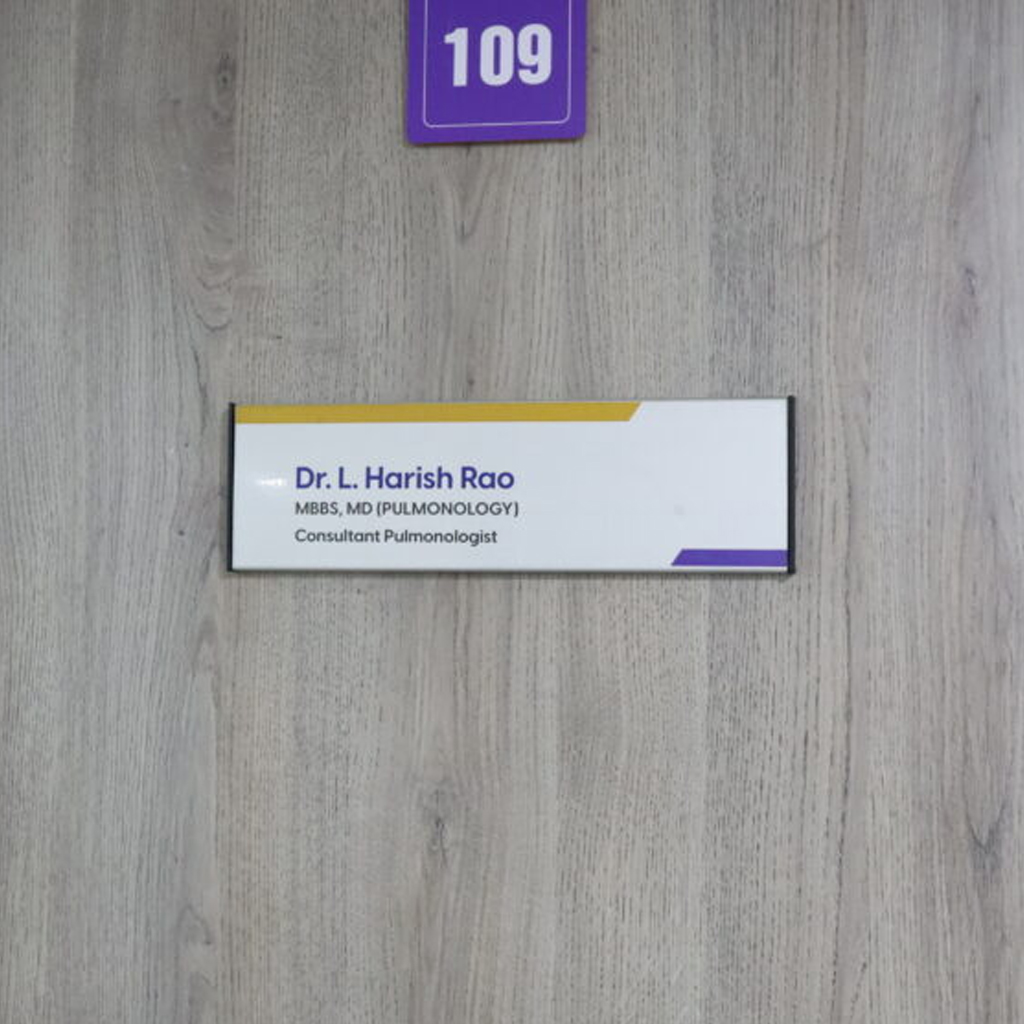 109
Dr. L. Harish Rao
MBBS, MD (PULMONOLOGY)
Consultant Pulmonologist